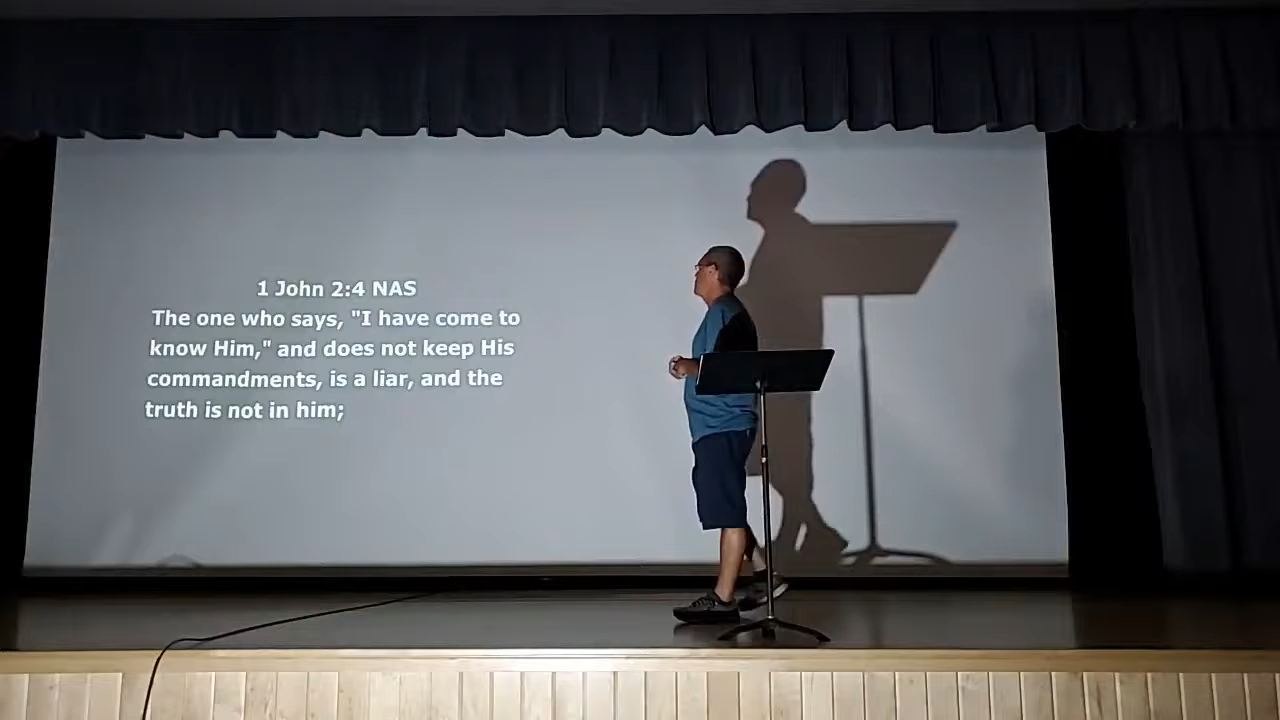 1 John 2:4 NAS
The one who says, "I have come to
know Him," and does not keep His
commandments, is a liar, and the
truth is not in him;